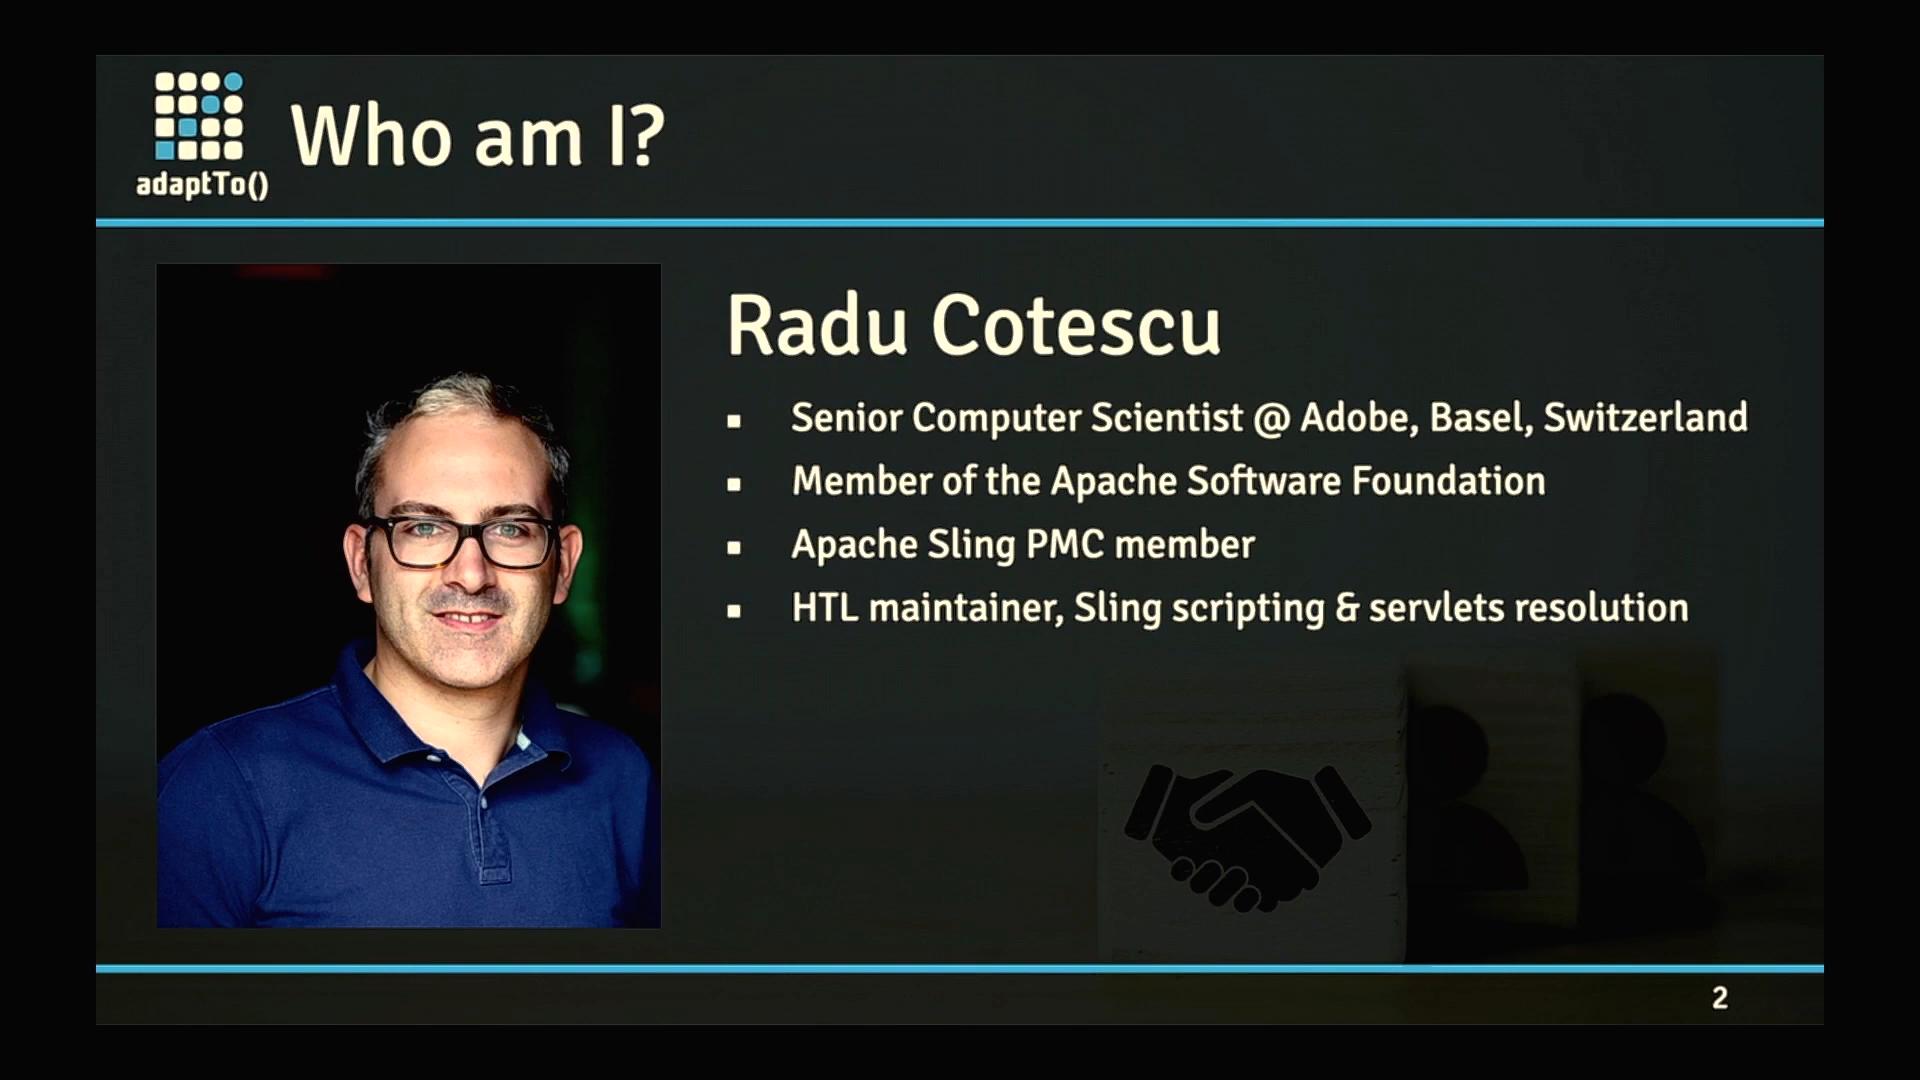 adaptTo()
Who am I?
Radu Cotescu
▪ Senior Computer Scientist @ Adobe, Basel, Switzerland
▪ Member of the Apache Software Foundation
▪ Apache Sling PMC member
▪ HTL maintainer, Sling scripting & servlets resolution
2